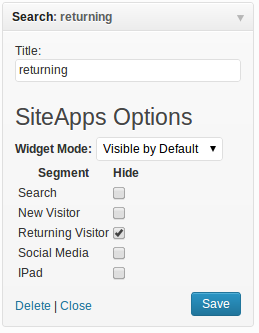 Search: returning
Title:
returning
SiteApps Options
Widget Mode: Visible by Default
Segment Hide
Search
New Visitor
Returning Visitor
Social Media
IPad
Delete | Close Save